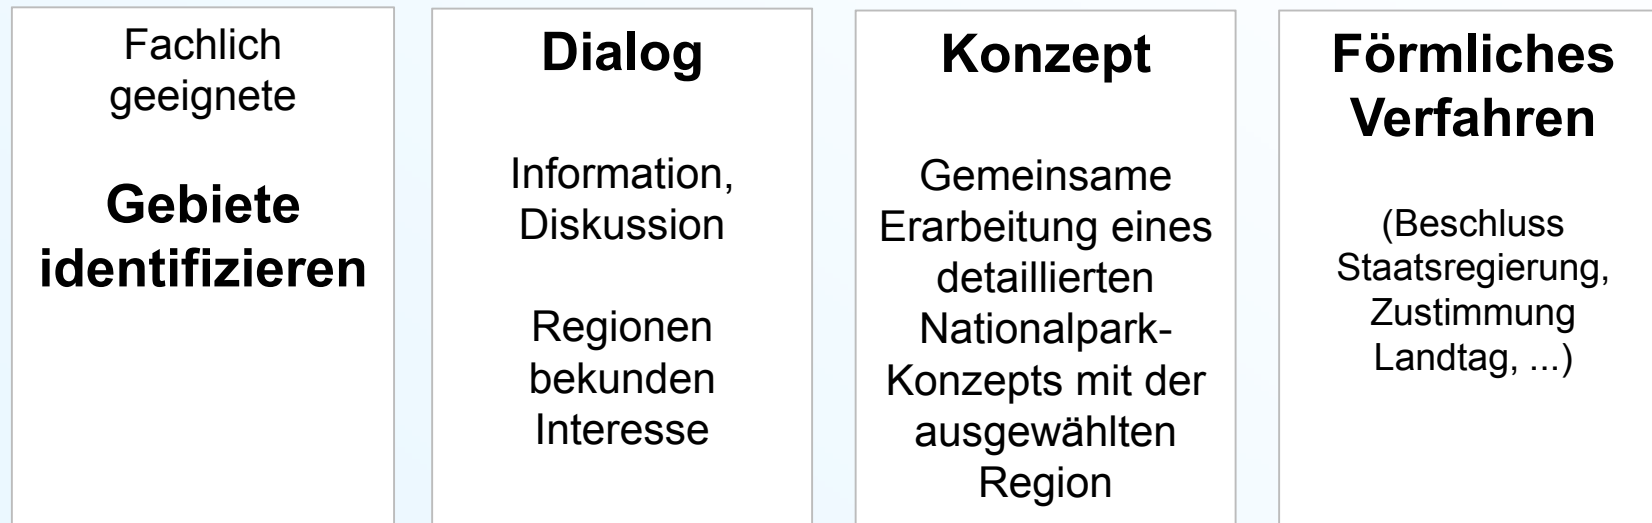 Fachlich
geeignete
Gebiete
identifizieren
Dialog
Information,
Diskussion
Regionen
bekunden
Interesse
Konzept
Gemeinsame
Erarbeitung eines
detaillierten
Nationalpark-
Konzepts mit der
ausgewählten
Region
Förmliches
Verfahren
(Beschluss
Staatsregierung,
Zustimmung
Landtag, ...)